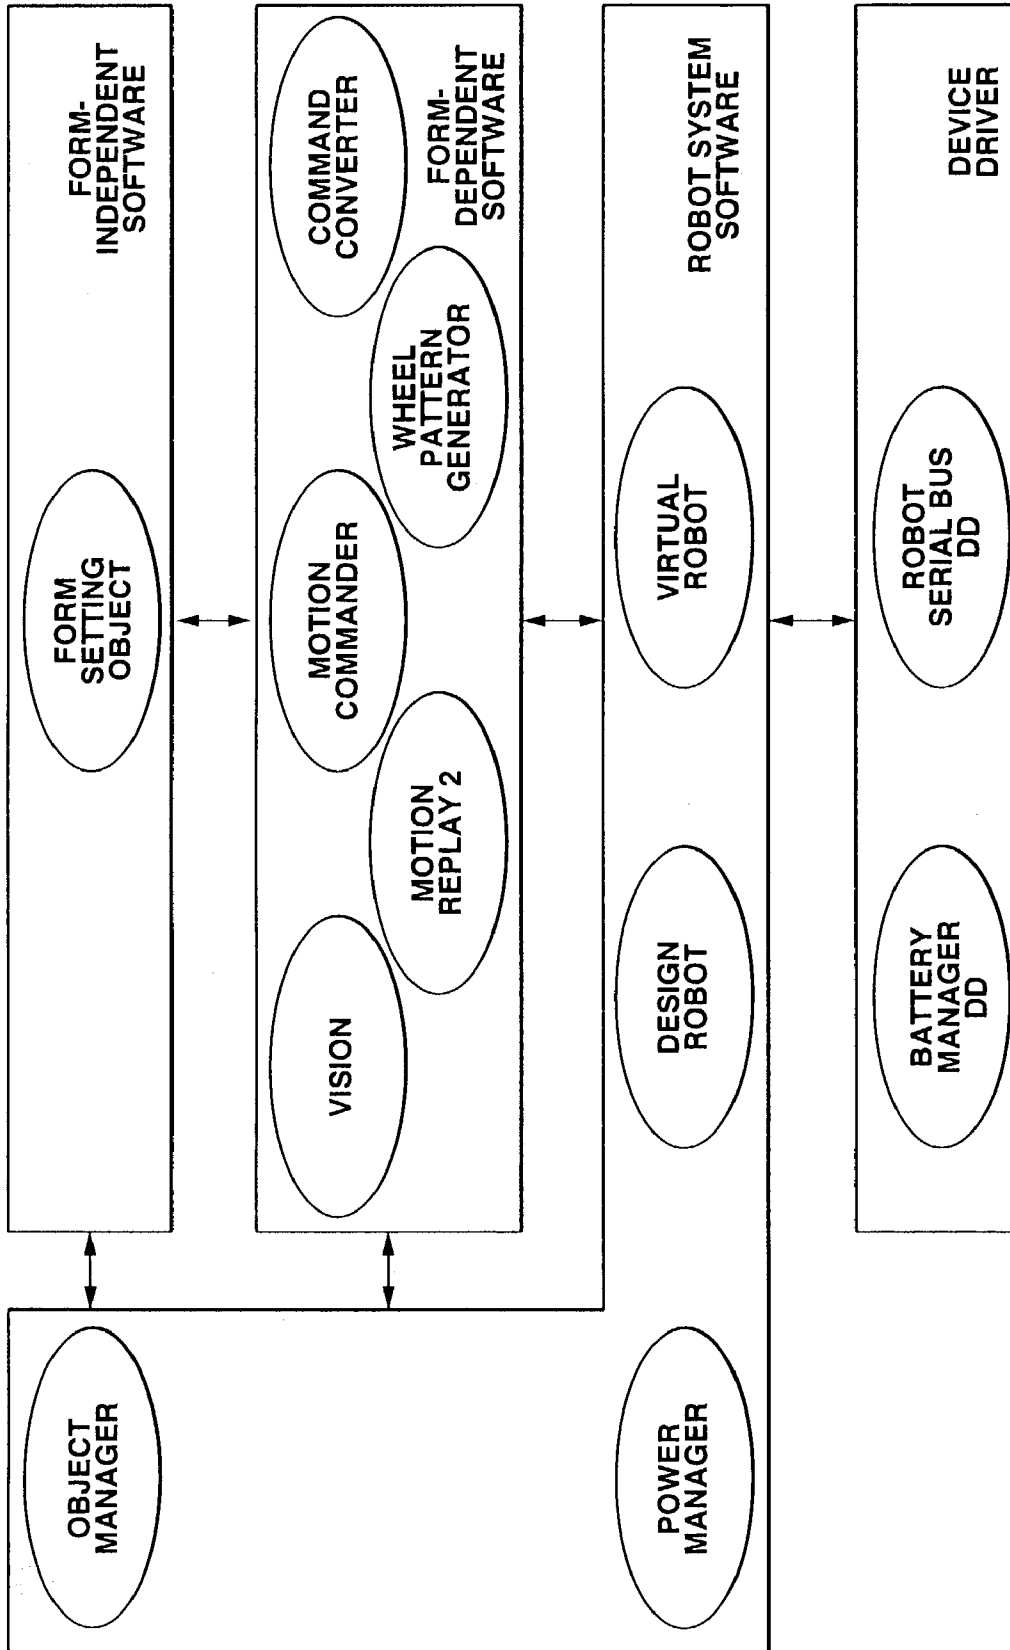 FORM
SETTING
OBJECT
FORM-
INDEPENDENT
SOFTWARE
VISION
MOTION
REPLAY 2
MOTION
COMMANDER
WHEEL
PATTERN
GENERATOR
COMMAND
CONVERTER
FORM-
DEPENDENT
SOFTWARE
OBJECT
MANAGER
POWER
MANAGER
DESIGN
ROBOT
VIRTUAL
ROBOT
ROBOT SYSTEM
SOFTWARE
BATTERY
MANAGER
DD
ROBOT
SERIAL BUS
DD
DEVICE
DRIVER